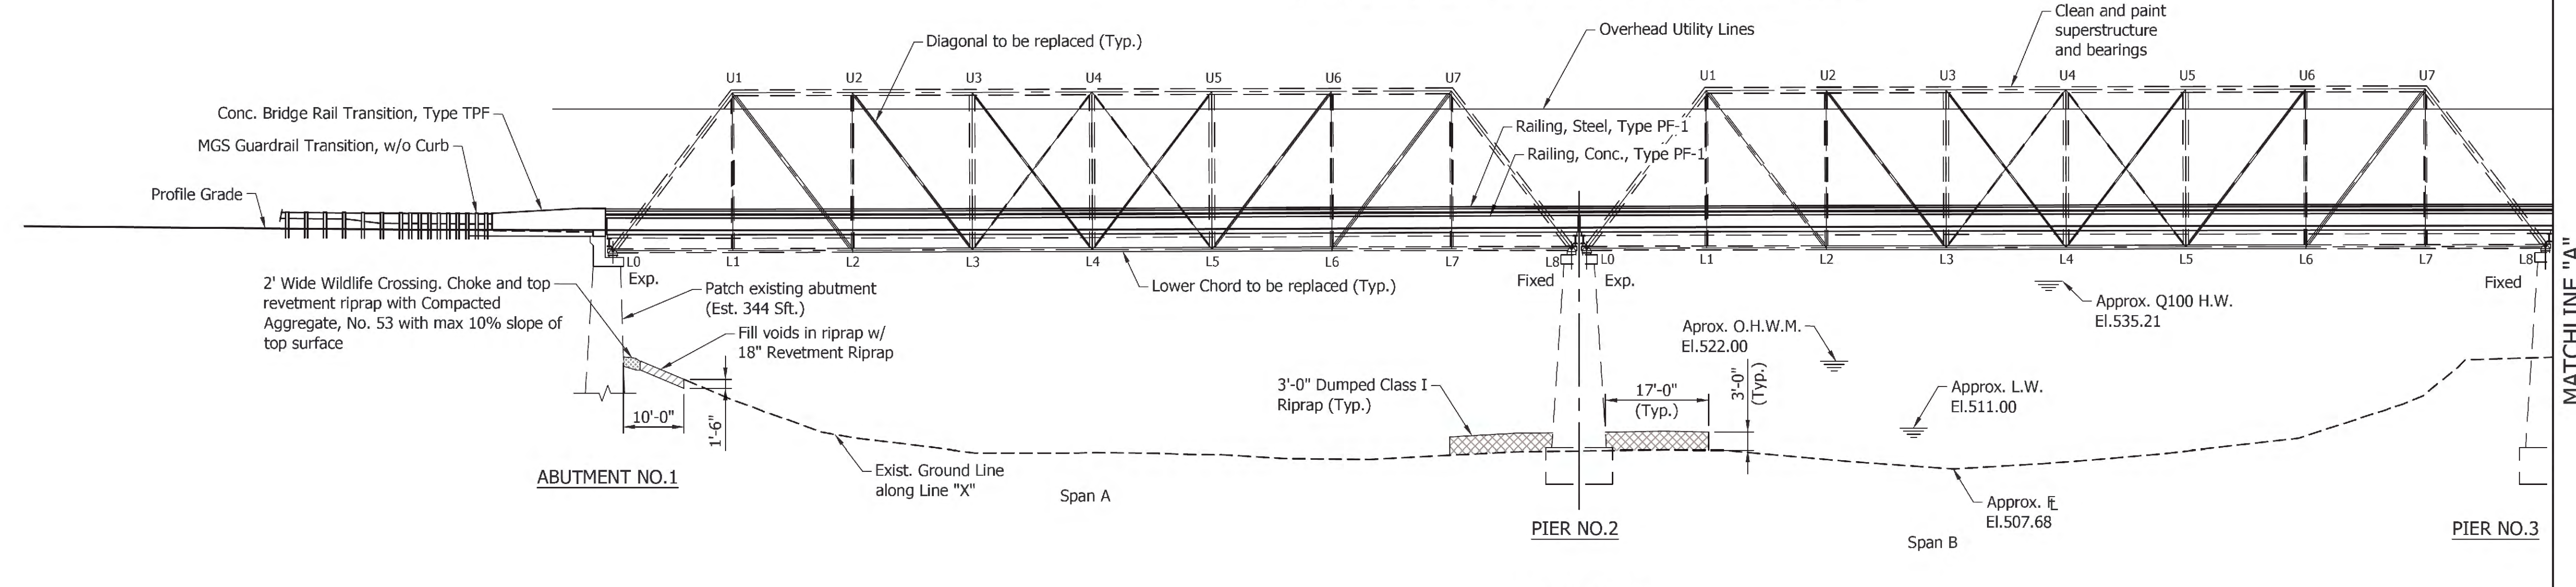 Clean and paint
superstructure
and bearings
Overhead Utility Lines
Diagonal to be replaced (Typ.)
U1 U2 U3 U4 U5 U6 U7
U1 U2 U3 U4 U5 U6 U7
Conc. Bridge Rail Transition, Type TPF
MGS Guardrail Transition, w/o Curb
Profile Grade
Railing, Steel, Type PF-1
Railing, Conc., Type PF-1
L0 L1 L2 L3 L4 L5 L6 L7 L8
L0 L1 L2 L3 L4 L5 L6 L7 L8
Exp.
Fixed
Exp.
Fixed
2' Wide Wildlife Crossing. Choke and top
revetment riprap with Compacted
Aggregate, No. 53 with max 10% slope of
top surface
Patch existing abutment
(Est. 344 Sft.)
Fill voids in riprap w/
18" Revetment Riprap
Lower Chord to be replaced (Typ.)
Approx. Q100 H.W.
El.535.21
Aprox. O.H.W.M.
El.522.00
Approx. L.W.
El.511.00
3'-0" Dumped Class I
Riprap (Typ.)
17'-0"
(Typ.)
3'-0"
(Typ.)
10'-0"
1'-6"
Exist. Ground Line
along Line "X"
ABUTMENT NO.1
Span A
PIER NO.2
Approx. FL
El.507.68
Span B
PIER NO.3
MATCHLINE "A"